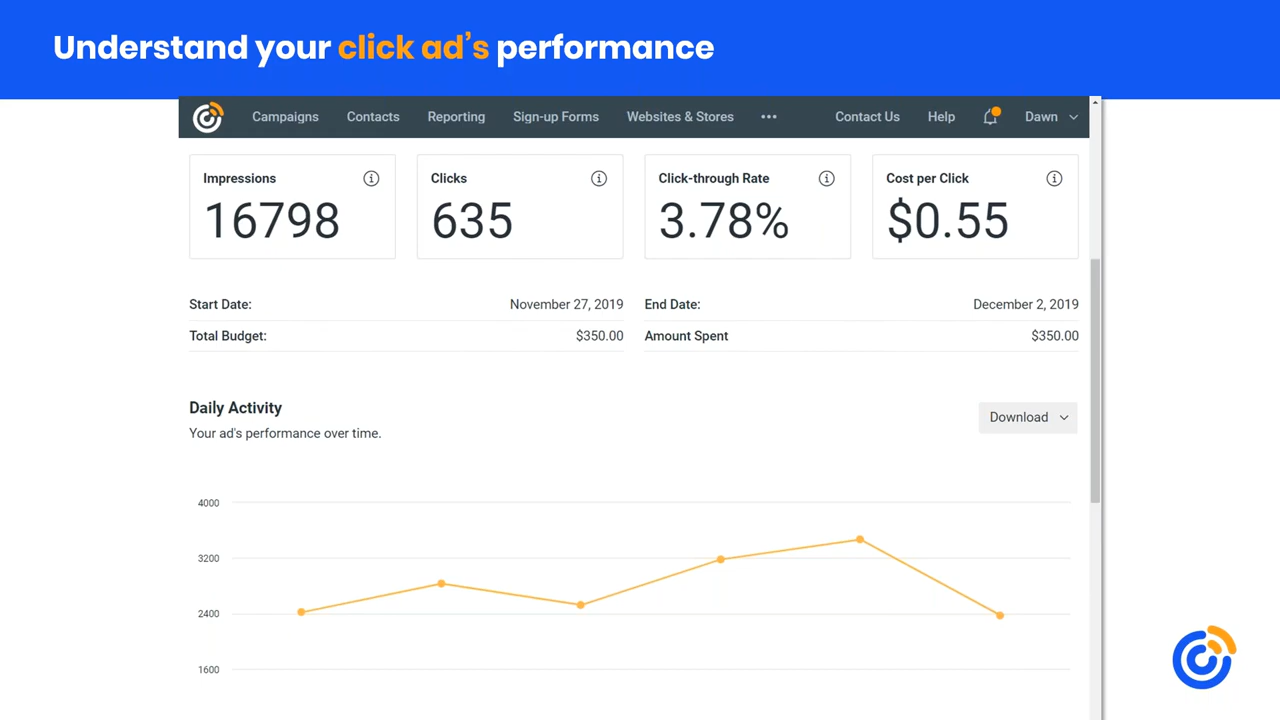 Understand your click ad's performance
Campaigns Contacts Reporting Sign-up Forms Websites & Stores ••• Contact Us Help Dawn
Impressions Clicks Click-through Rate Cost per Click
16798 635 3.78% $0.55
Start Date: November 27, 2019 End Date: December 2, 2019
Total Budget: $350.00 Amount Spent $350.00
Daily Activity
Download
Your ad's performance over time.
4000
3200
2400
1600